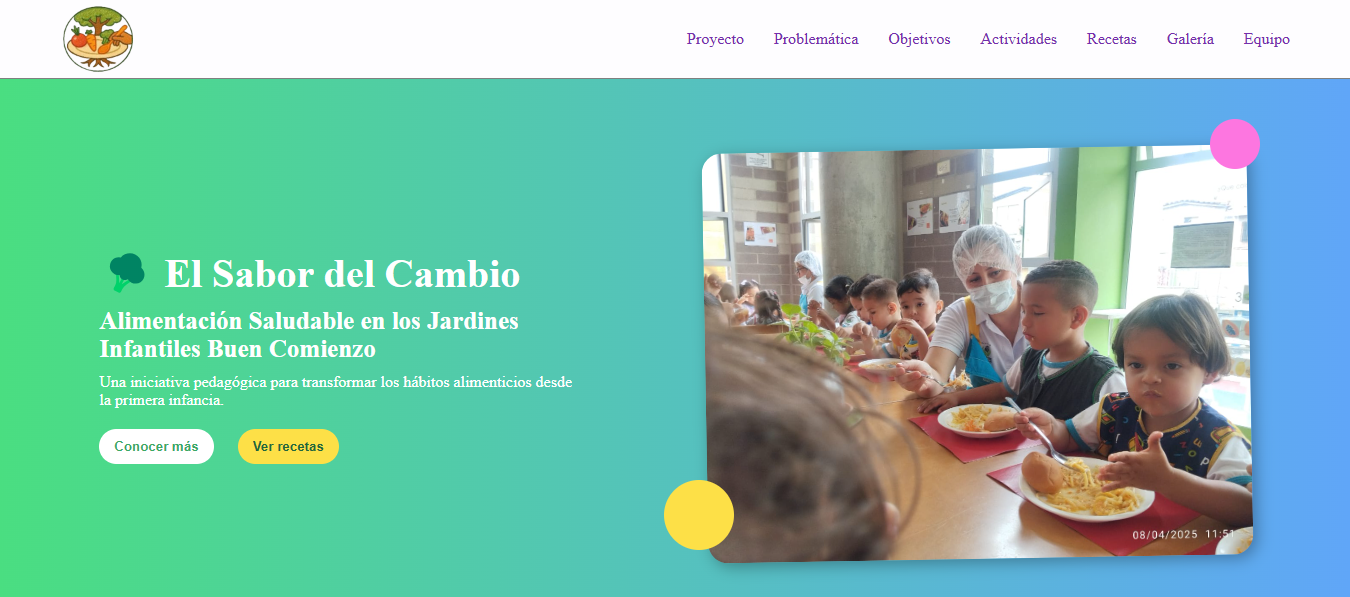 Proyecto Problemática Objetivos Actividades Recetas Galería Equipo
El Sabor del Cambio
Alimentación Saludable en los Jardines
Infantiles Buen Comienzo
Una iniciativa pedagógica para transformar los hábitos alimenticios desde
la primera infancia.
Conocer más Ver recetas
08/04/2025 11:51